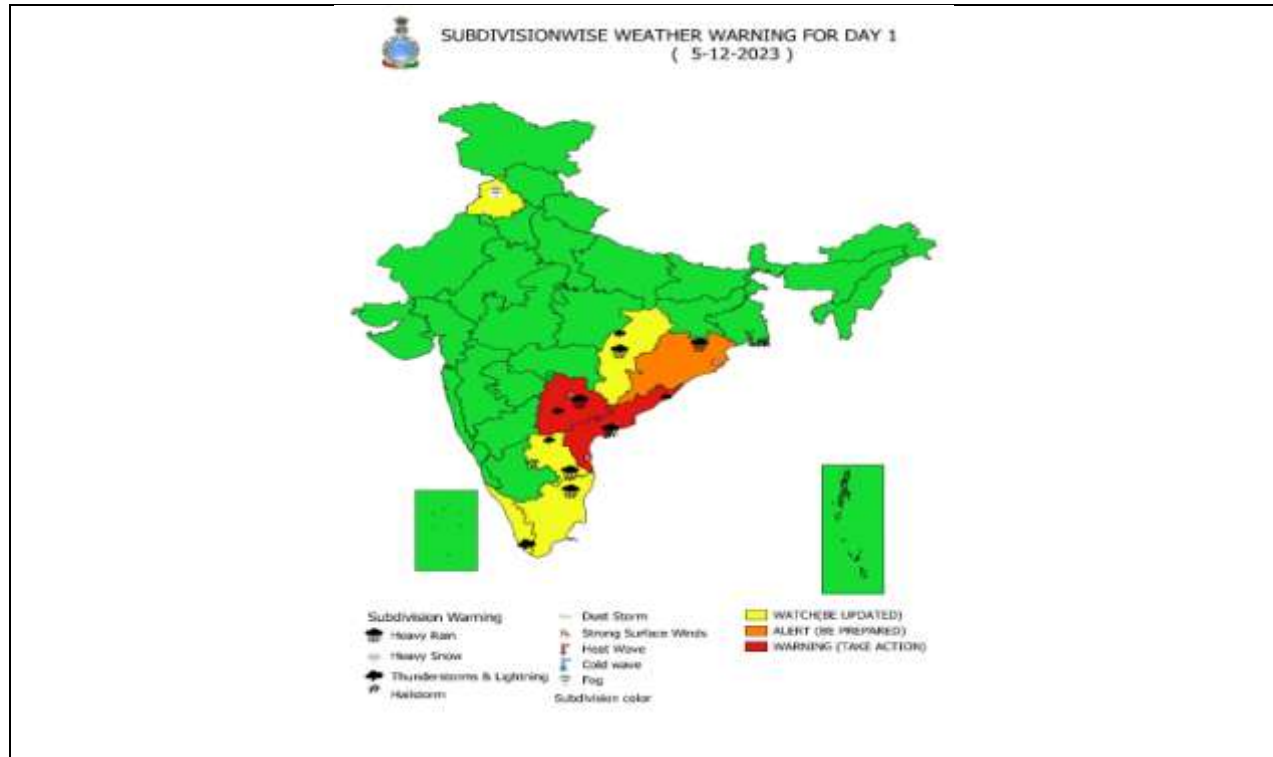 SUBDIVISIONWISE WEATHER WARNING FOR DAY 1
( 5-12-2023 )
Subdivision Warning
Heavy Rain
Heavy Snow
Thunderstorms & Lightning
Hailstorm
Dust Storm
Strong Surface Winds
Heat Wave
Cold wave
Fog
Subdivision color
WATCH(BE UPDATED)
ALERT (BE PREPARED)
WARNING (TAKE ACTION)